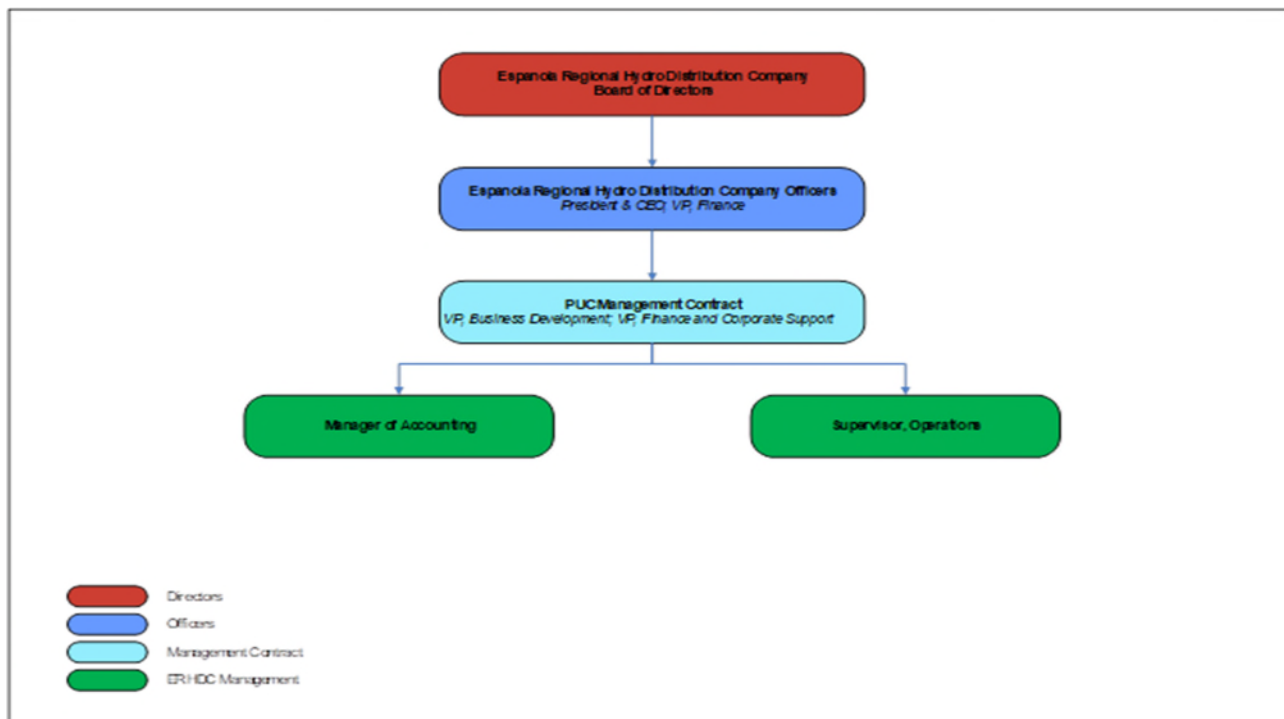 Espanola Regional Hydro Distribution Company
Board of Directors
Espanola Regional Hydro Distribution Company Officers
President & CEO; VP, Finance
PUC Management Contract
VP, Business Development; VP, Finance and Corporate Support
Manager of Accounting
Supervisor, Operations
Directors
Officers
Management Contract
ERHDC Management